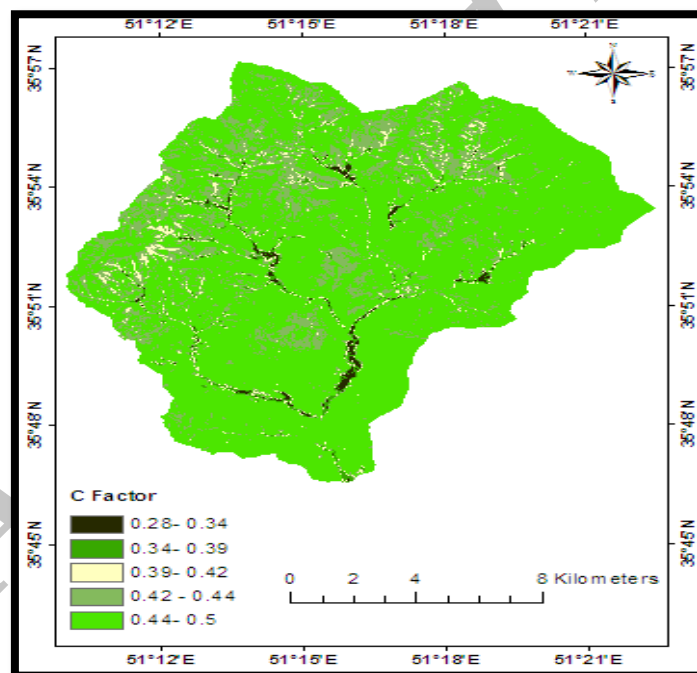 51°12'E 51°15'E 51°18'E 51°21'E
35°57'N 35°57'N
N
W
S
35°54'N 35°54'N
35°51'N 35°51'N
35°48'N 35°48'N
35°45'N 35°45'N
C Factor
0.28- 0.34
0.34- 0.39
0.39- 0.42
0.42 - 0.44
0.44- 0.5
0 2 4 8 Kilometers
51°12'E 51°15'E 51°18'E 51°21'E